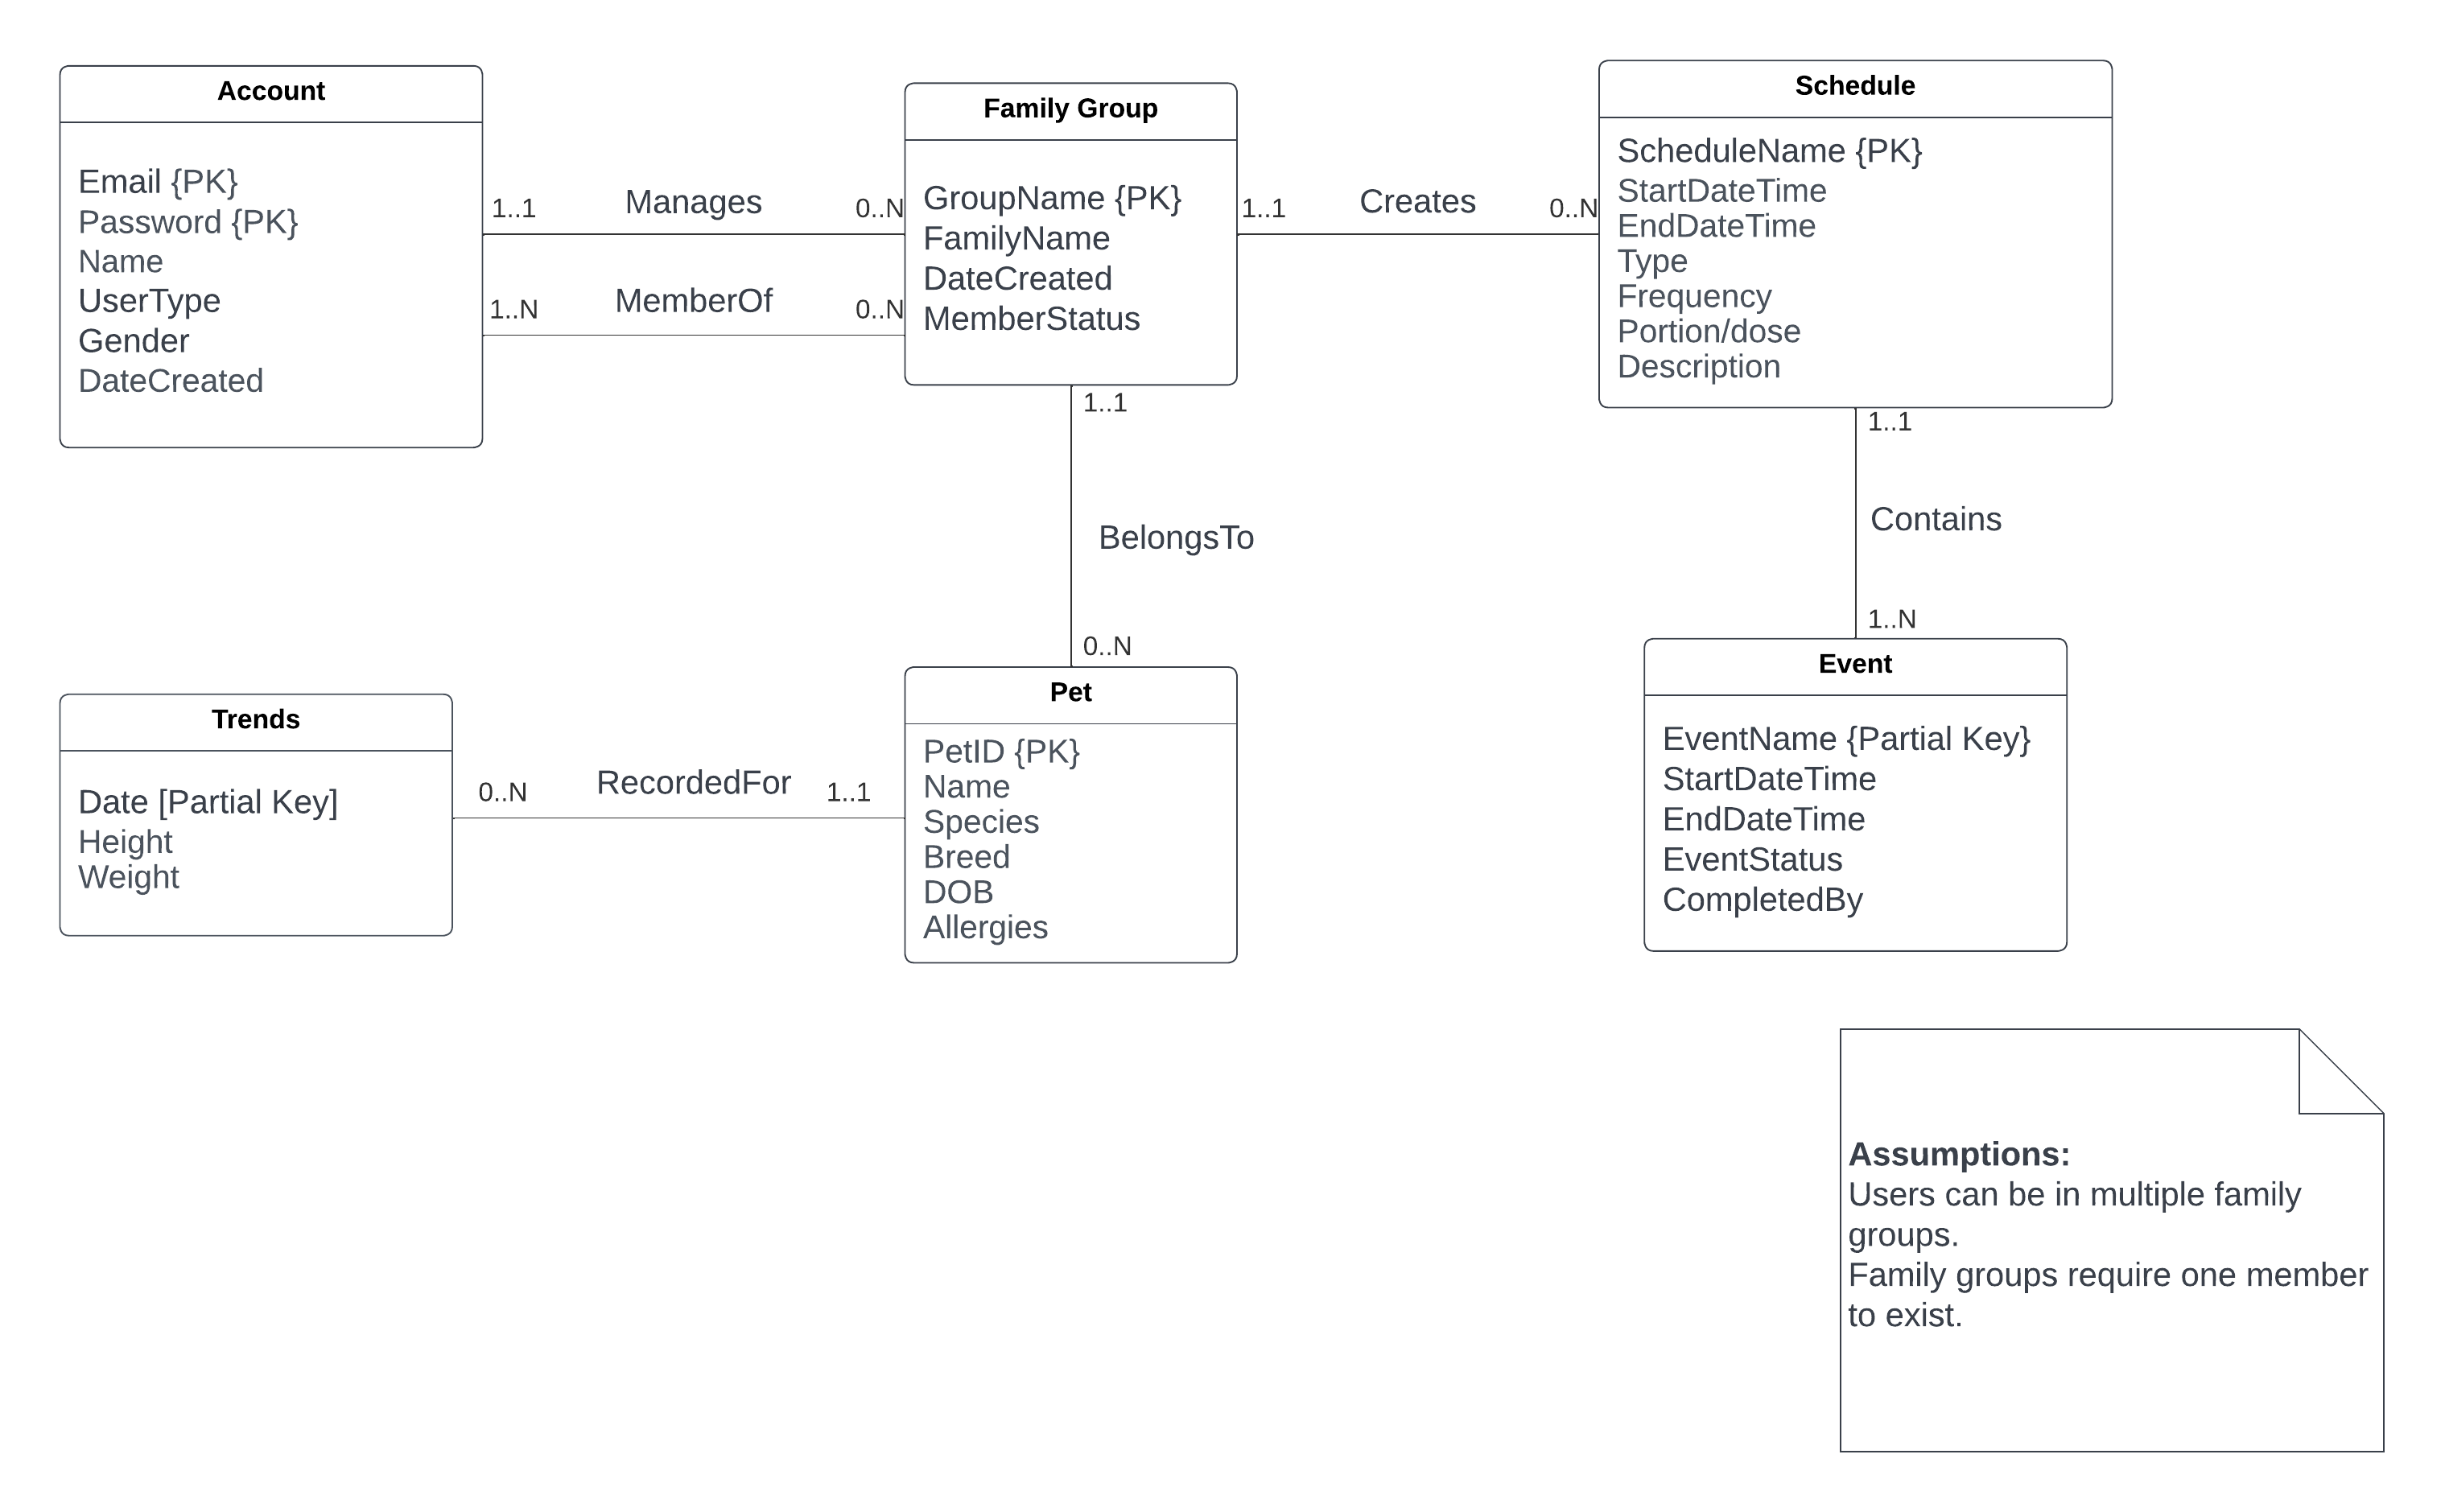 Account
Email {PK}
Password {PK}
Name
UserType
Gender
DateCreated
1..1
Manages
0..N
1..N
MemberOf
0..N
Family Group
GroupName {PK}
FamilyName
DateCreated
MemberStatus
1..1
Creates
0..N
Schedule
ScheduleName {PK}
StartDateTime
EndDateTime
Type
Frequency
Portion/dose
Description
1..1
BelongsTo
0..N
1..1
Contains
1..N
Trends
Date [Partial Key]
Height
Weight
0..N
RecordedFor
1..1
Pet
PetID {PK}
Name
Species
Breed
DOB
Allergies
Event
EventName {Partial Key}
StartDateTime
EndDateTime
EventStatus
CompletedBy
Assumptions:
Users can be in multiple family
groups.
Family groups require one member
to exist.